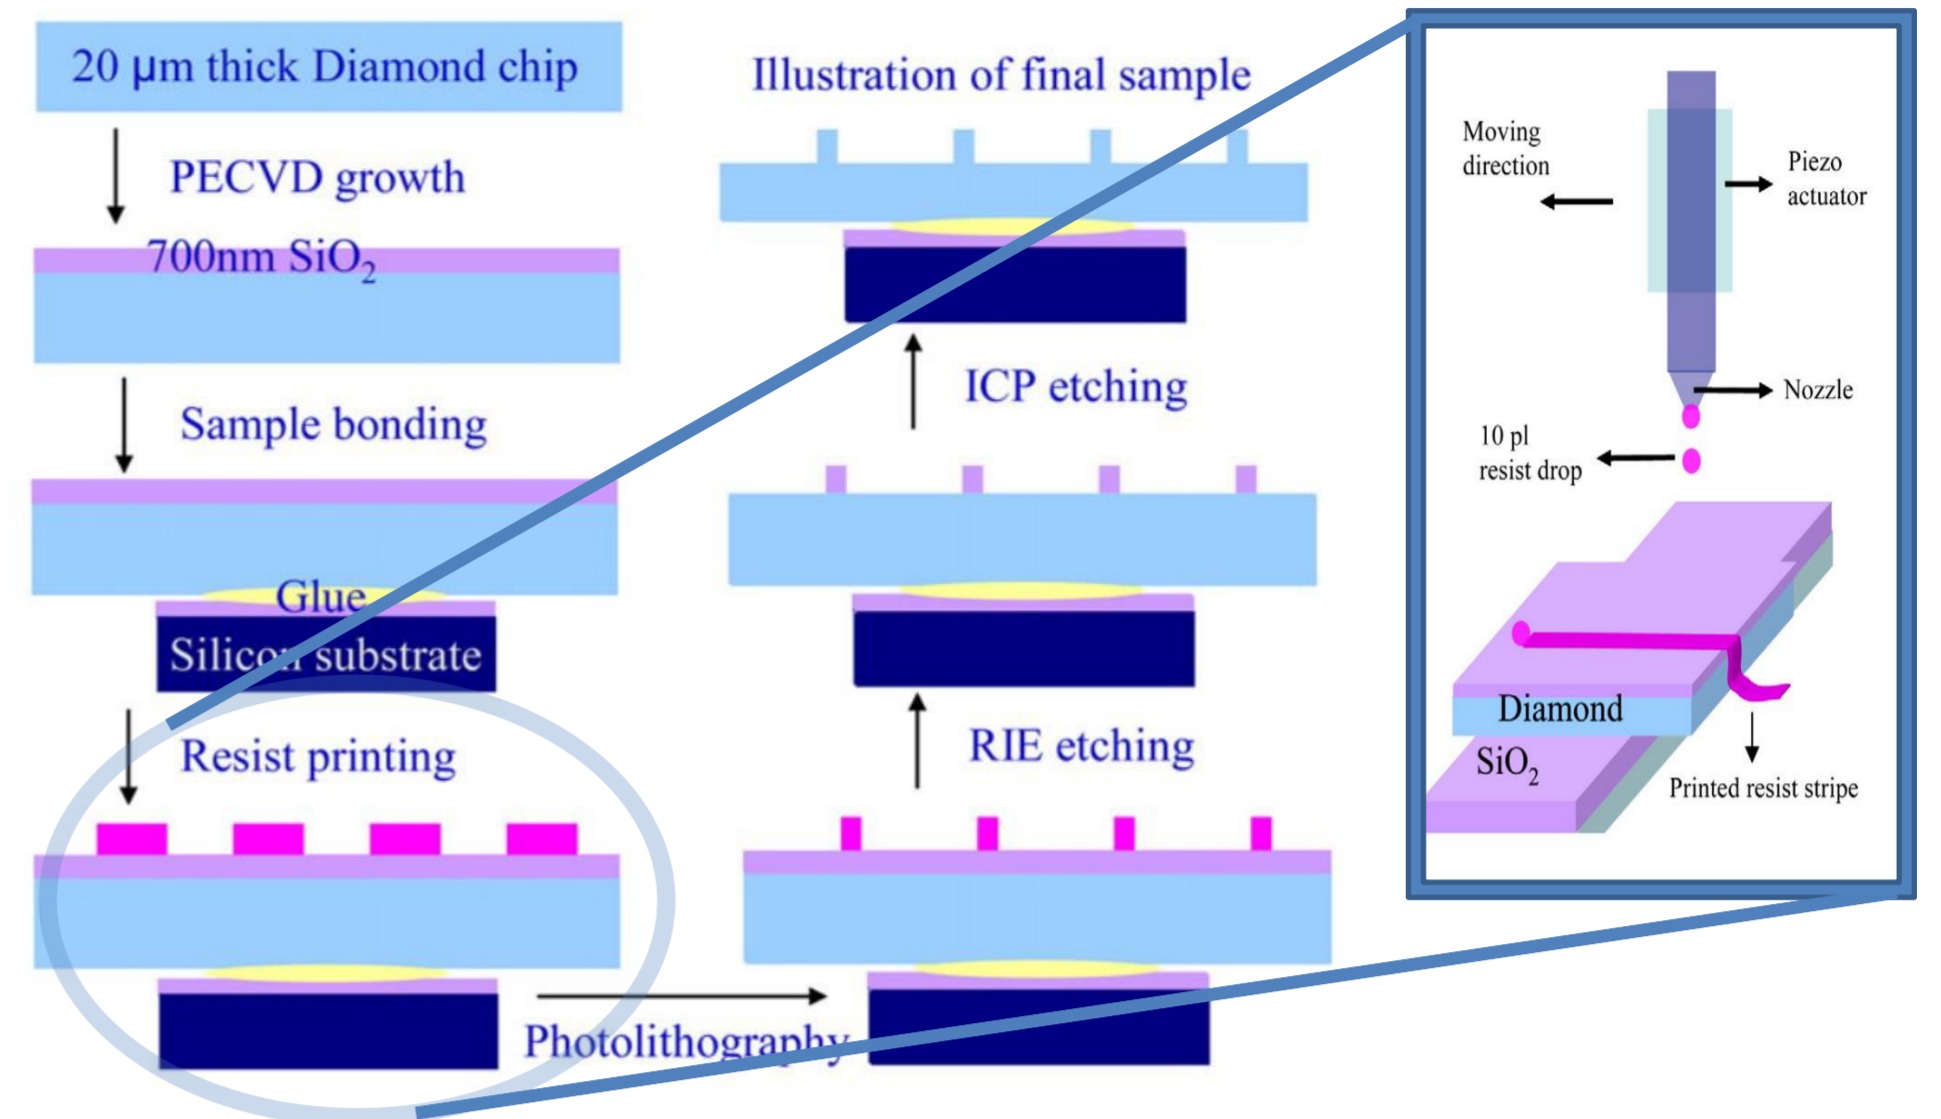 20 µm thick Diamond chip
PECVD growth
700nm SiO₂
Sample bonding
Glue
Silicon substrate
Resist printing
Photolithography
RIE etching
ICP etching
Illustration of final sample
Moving
direction
Piezo
actuator
Nozzle
10 pl
resist drop
Diamond
SiO₂
Printed resist stripe